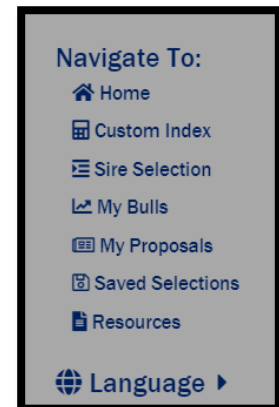 Navigate To:
Home
Custom Index
Sire Selection
My Bulls
My Proposals
Saved Selections
Resources
Language